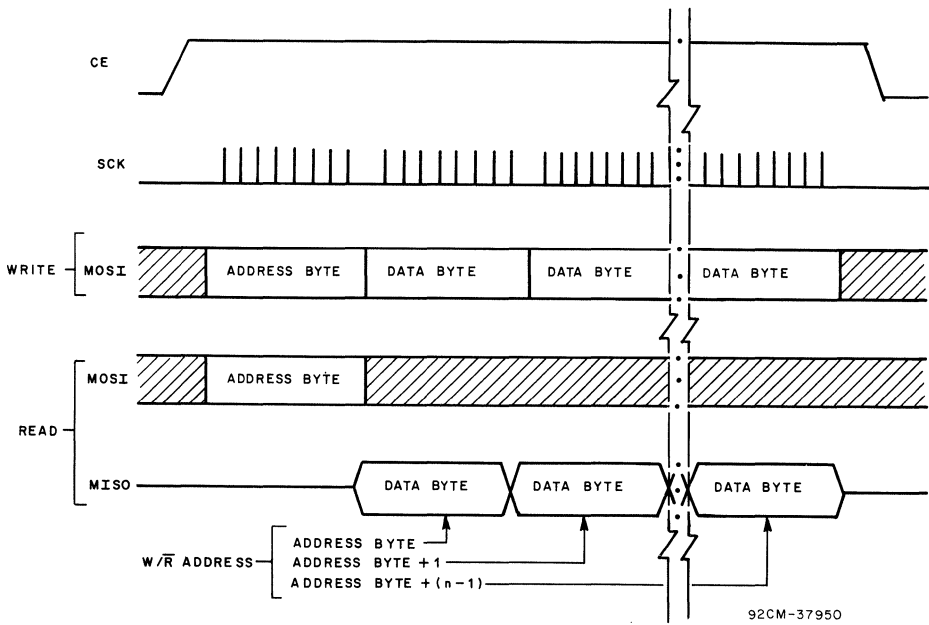 CE
SCK
WRITE
MOSI
ADDRESS BYTE
DATA BYTE
DATA BYTE
DATA BYTE
READ
MOSI
ADDRESS BYTE
MISO
DATA BYTE
DATA BYTE
DATA BYTE
W/R̅ ADDRESS
ADDRESS BYTE
ADDRESS BYTE +1
ADDRESS BYTE +(n-1)
92CM-37950